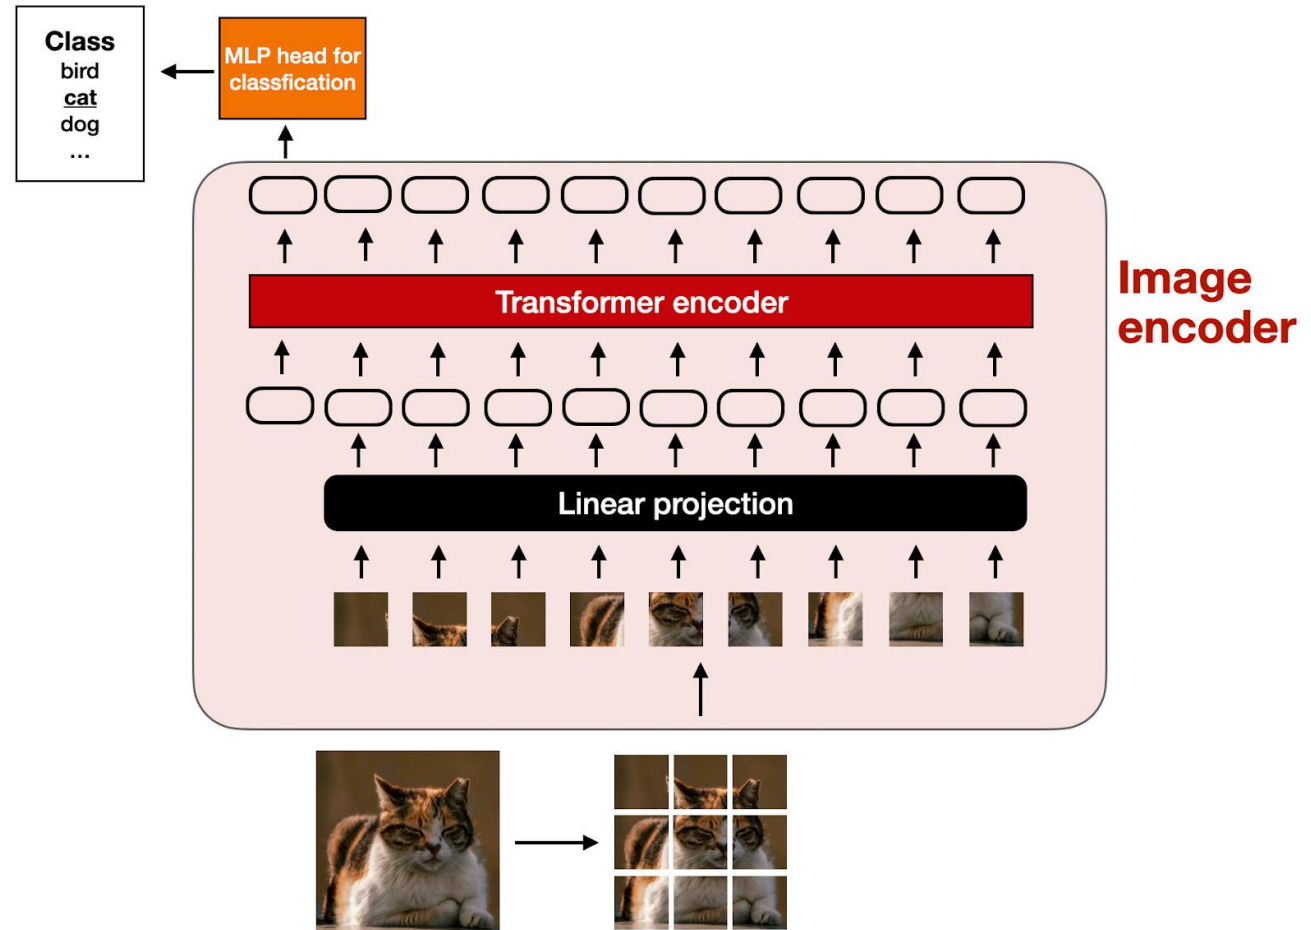 Class
bird
cat
dog
...
MLP head for
classfication
Transformer encoder
Image
encoder
Linear projection